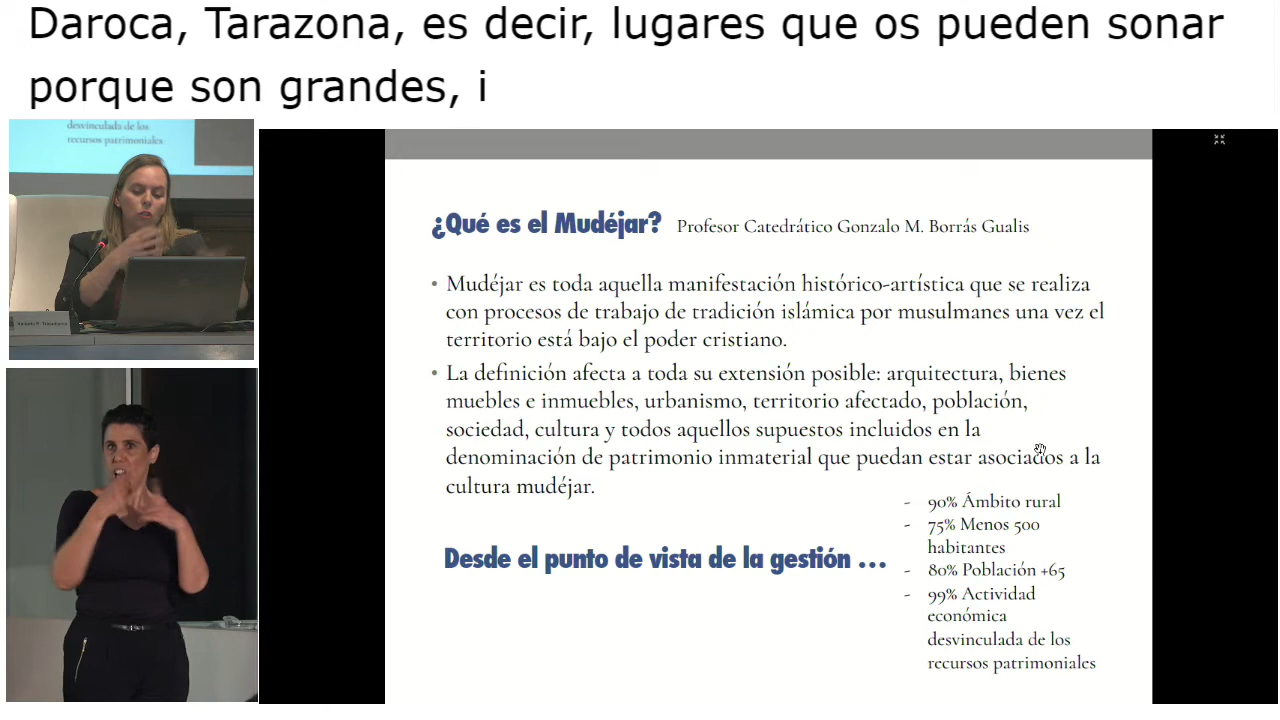 Daroca, Tarazona, es decir, lugares que os pueden sonar
porque son grandes, i
desvinculada de los
recursos patrimoniales
¿Qué es el Mudéjar? Profesor Catedrático Gonzalo M. Borrás Gualis
• Mudéjar es toda aquella manifestación histórico-artística que se realiza
con procesos de trabajo de tradición islámica por musulmanes una vez el
territorio está bajo el poder cristiano.
• La definición afecta a toda su extensión posible: arquitectura, bienes
muebles e inmuebles, urbanismo, territorio afectado, población,
sociedad, cultura y todos aquellos supuestos incluidos en la
denominación de patrimonio inmaterial que puedan estar asociados a la
cultura mudéjar.
Desde el punto de vista de la gestión ...
- 90% Ámbito rural
- 75% Menos 500
habitantes
- 80% Población +65
- 99% Actividad
económica
desvinculada de los
recursos patrimoniales